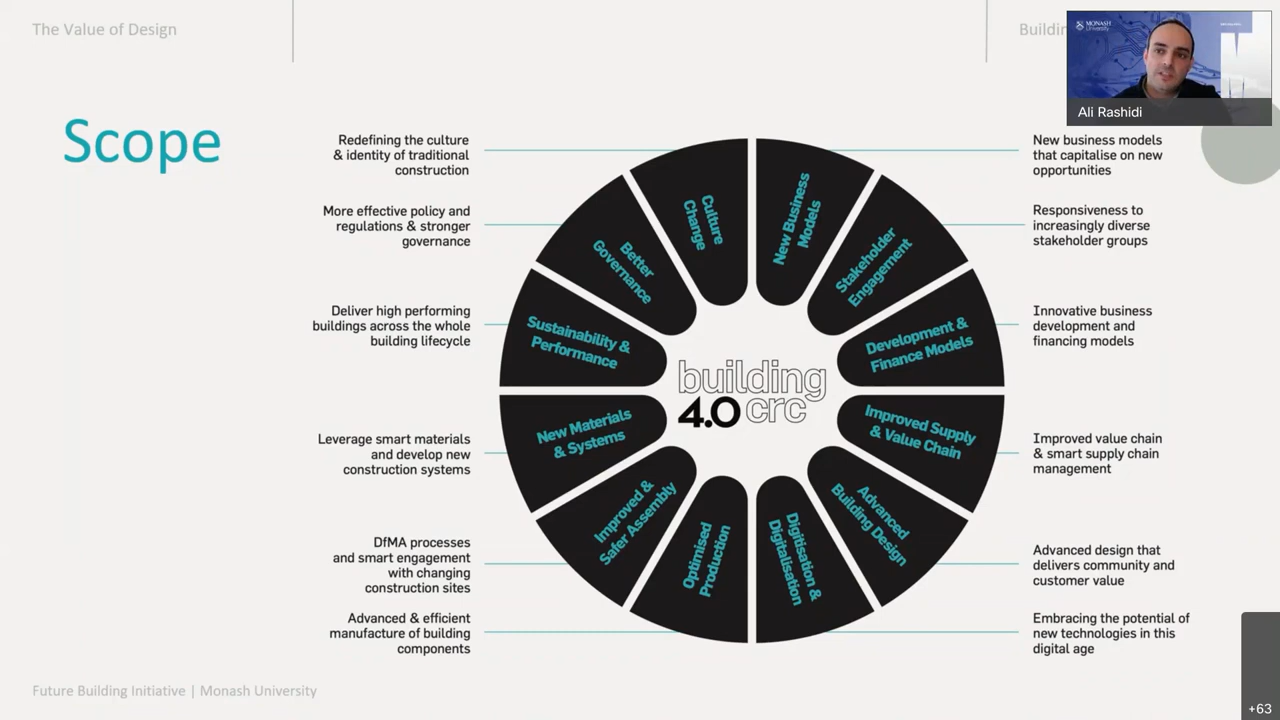 The Value of Design
MONASH
University
Ali Rashidi
Scope
Redefining the culture
& identity of traditional
construction
More effective policy and
regulations & stronger
governance
Deliver high performing
buildings across the whole
building lifecycle
Leverage smart materials
and develop new
construction systems
DfMA processes
and smart engagement
with changing
construction sites
Advanced & efficient
manufacture of building
components
Culture
Change
Better
Governance
Sustainability &
Performance
New Materials
& Systems
Improved &
Safer Assembly
Optimised
Production
New Business
Models
Stakeholder
Engagement
Development &
Finance Models
Improved Supply
& Value Chain
Advanced
Building Design
Digitisation &
Digitalisation
building
4.0 crc
New business models
that capitalise on new
opportunities
Responsiveness to
increasingly diverse
stakeholder groups
Innovative business
development and
financing models
Improved value chain
& smart supply chain
management
Advanced design that
delivers community and
customer value
Embracing the potential of
new technologies in this
digital age
Future Building Initiative | Monash University
+63